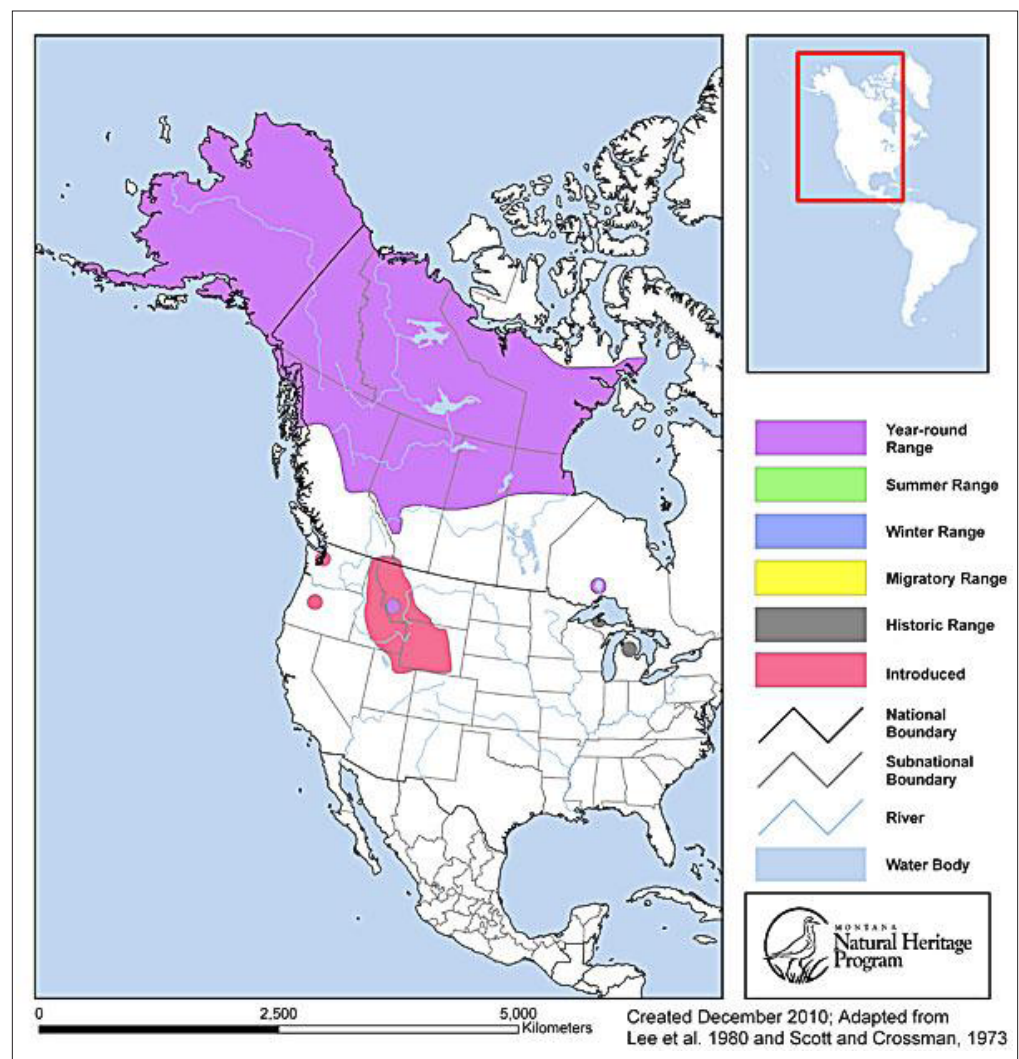 Year-round
Range
Summer Range
Winter Range
Migratory Range
Historic Range
Introduced
National
Boundary
Subnational
Boundary
River
Water Body
MONTANA
Natural Heritage
Program
0
2,500
5,000
Kilometers
Created December 2010; Adapted from
Lee et al. 1980 and Scott and Crossman, 1973